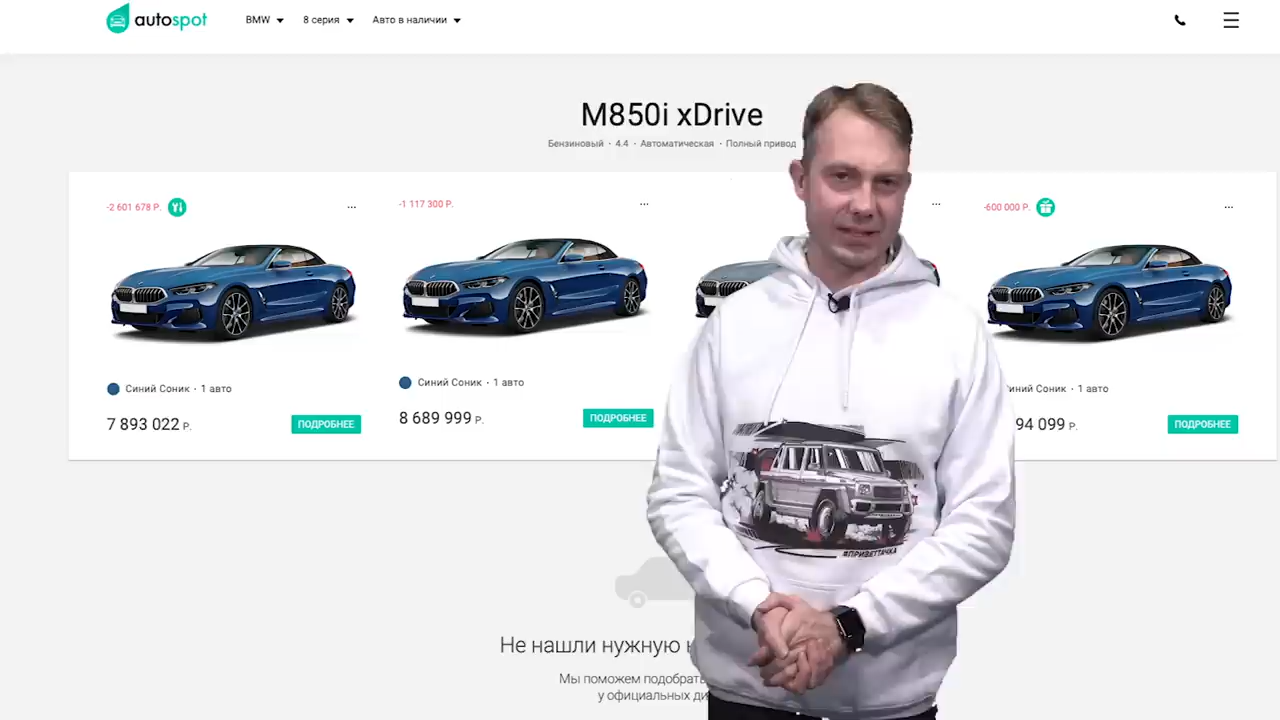 autospot
BMW
8 серия
Авто в наличии
M850i xDrive
Бензиновый · 4.4 · Автоматическая · Полный привод
-2 601 678 Р.
-1 117 300 Р.
-600 000 Р.
Синий Соник · 1 авто
Синий Соник · 1 авто
Соник · 1 авто
7 893 022 Р.
ПОДРОБНЕЕ
8 689 999 Р.
ПОДРОБНЕЕ
94 099 Р.
ПОДРОБНЕЕ
#ПРИВЕТТАЧКА
Не нашли нужную
Мы поможем подобрать
у официальных